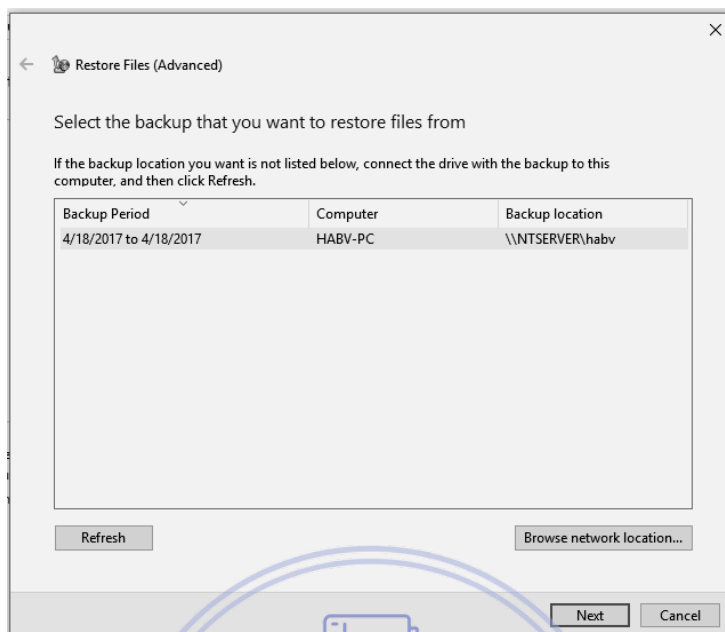 Restore Files (Advanced)
Select the backup that you want to restore files from
If the backup location you want is not listed below, connect the drive with the backup to this
computer, and then click Refresh.
Backup Period Computer Backup location
4/18/2017 to 4/18/2017 HABV-PC \\NTSERVER\habv
Refresh Browse network location...
Next Cancel